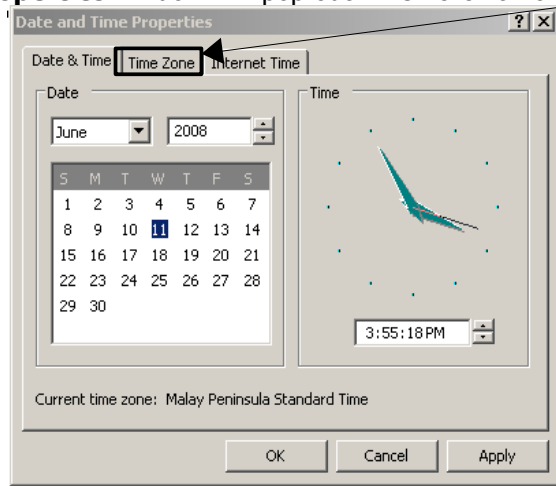 Date and Time Properties
Date & Time Time Zone Internet Time
Date
Time
June 2008
S M T W T F S
1 2 3 4 5 6 7
8 9 10 11 12 13 14
15 16 17 18 19 20 21
22 23 24 25 26 27 28
29 30
3:55:18 PM
Current time zone: Malay Peninsula Standard Time
OK Cancel Apply